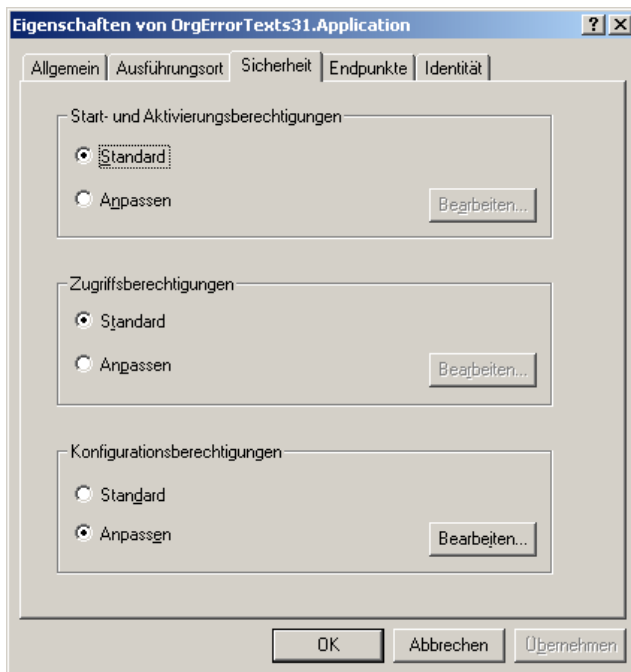 Eigenschaften von OrgErrorTexts31.Application
Allgemein Ausführungsort Sicherheit Endpunkte Identität
Start- und Aktivierungsberechtigungen
Standard
Anpassen Bearbeiten...
Zugriffsberechtigungen
Standard
Anpassen Bearbeiten...
Konfigurationsberechtigungen
Standard
Anpassen Bearbeiten...
OK Abbrechen Übernehmen